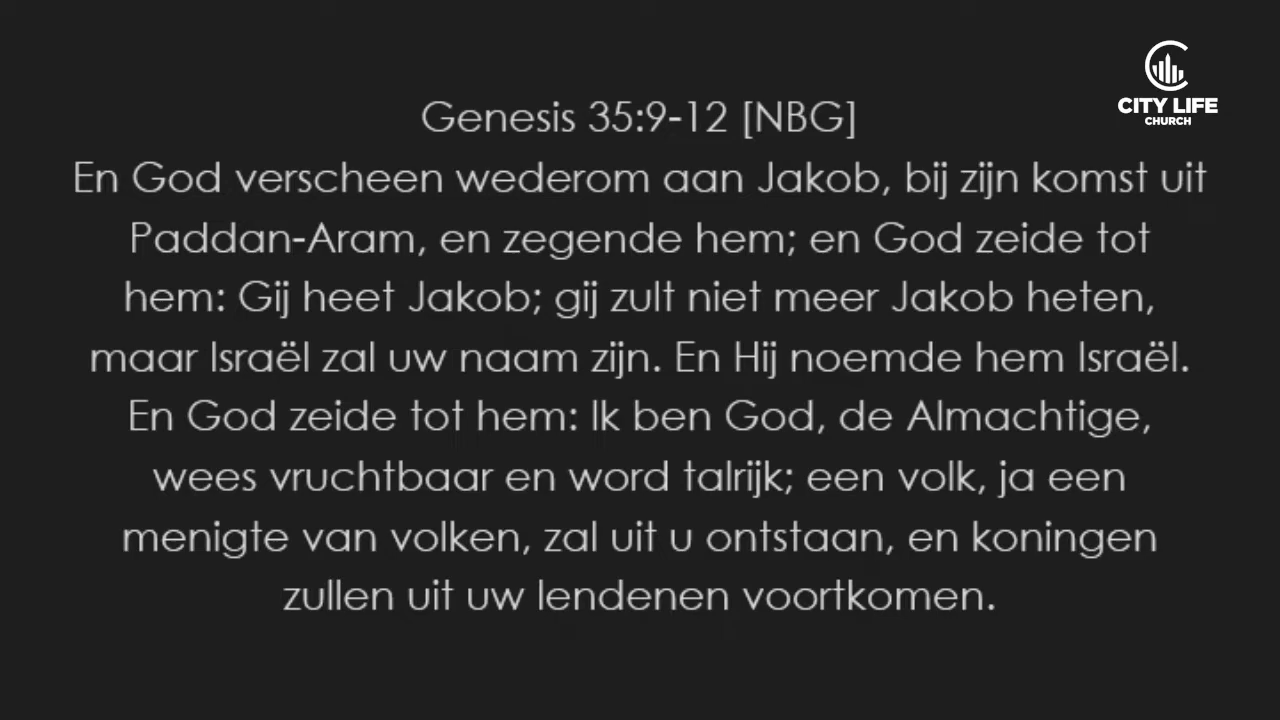 CITY LIFE
CHURCH
Genesis 35:9-12 [NBG]
En God verscheen wederom aan Jakob, bij zijn komst uit
Paddan-Aram, en zegende hem; en God zeide tot
hem: Gij heet Jakob; gij zult niet meer Jakob heten,
maar Israël zal uw naam zijn. En Hij noemde hem Israël.
En God zeide tot hem: Ik ben God, de Almachtige,
wees vruchtbaar en word talrijk; een volk, ja een
menigte van volken, zal uit u ontstaan, en koningen
zullen uit uw lendenen voortkomen.